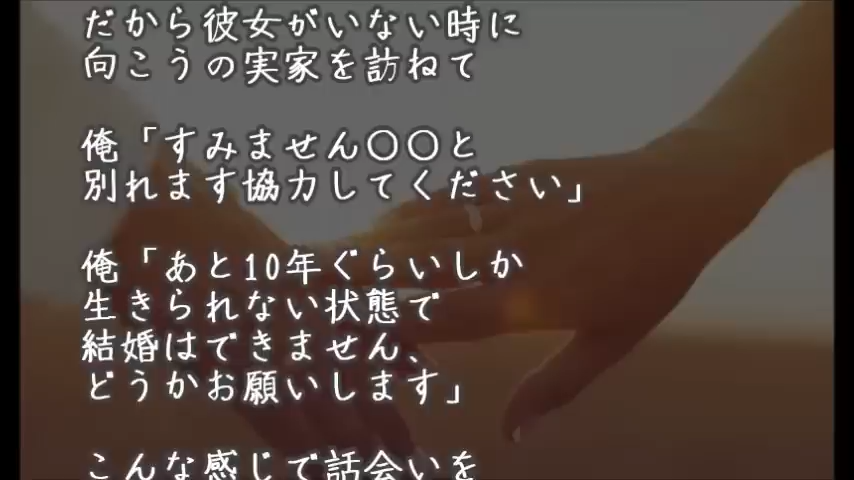 だから彼女がいない時に
向こうの実家を訪ねて
俺「すみません〇〇と
別れます協力してください」
俺「あと10年ぐらいしか
生きられない状態で
結婚はできません、
どうかお願いします」
こんな感じで話会いを